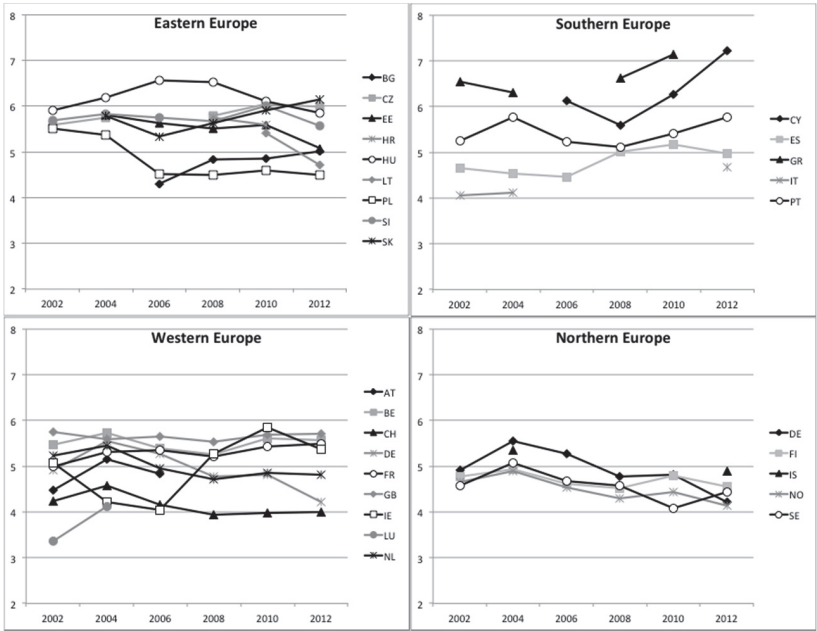 Eastern Europe
8
7
6
5
4
3
2
2002 2004 2006 2008 2010 2012
BG
CZ
EE
HR
HU
LT
PL
SI
SK
Southern Europe
8
7
6
5
4
3
2
2002 2004 2006 2008 2010 2012
CY
ES
GR
IT
PT
Western Europe
8
7
6
5
4
3
2
2002 2004 2006 2008 2010 2012
AT
BE
CH
DE
FR
GB
IE
LU
NL
Northern Europe
8
7
6
5
4
3
2
2002 2004 2006 2008 2010 2012
DE
FI
IS
NO
SE